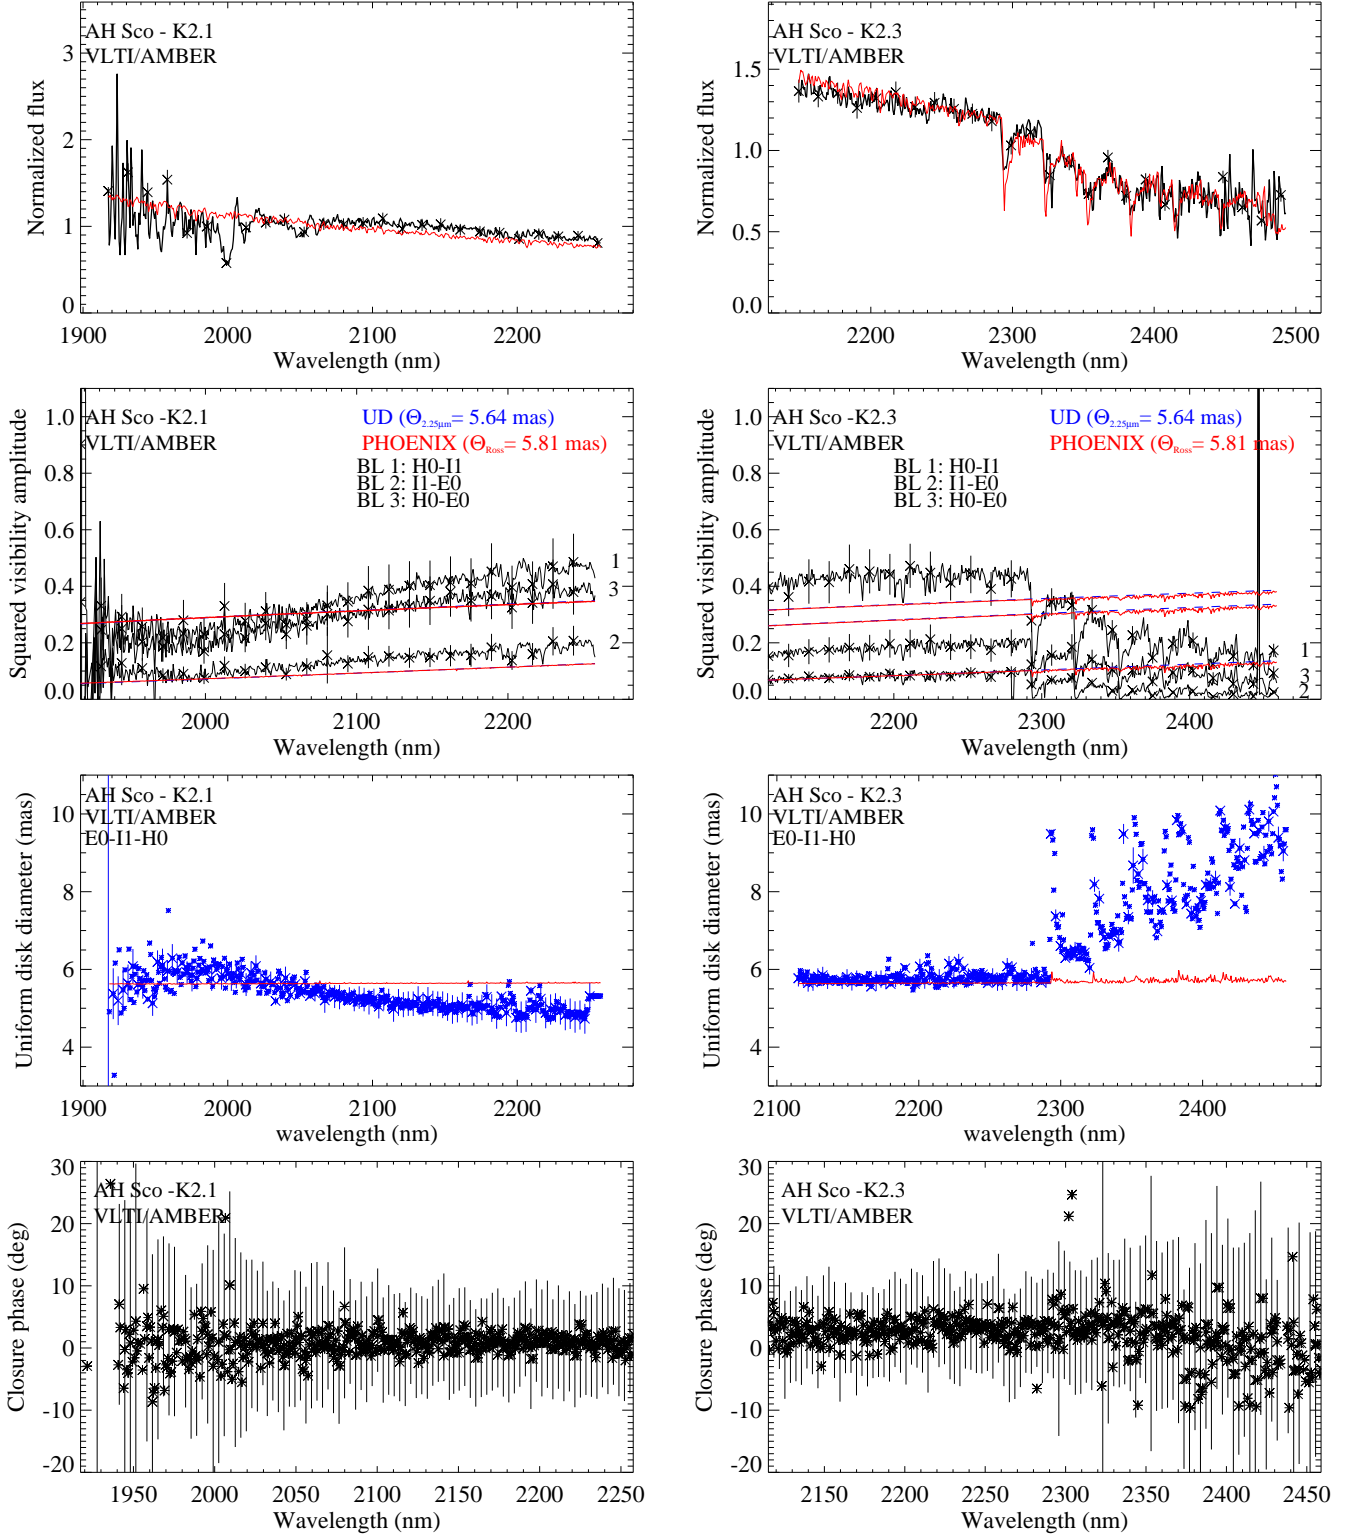 AH Sco - K2.1
VLTI/AMBER
Normalized flux
3
2
1
0
1900 2000 2100 2200
Wavelength (nm)
AH Sco - K2.3
VLTI/AMBER
Normalized flux
1.5
1.0
0.5
0.0
2200 2300 2400 2500
Wavelength (nm)
AH Sco -K2.1
VLTI/AMBER
UD (Θ2.25μm= 5.64 mas)
PHOENIX (ΘRoss= 5.81 mas)
BL 1: H0-I1
BL 2: I1-E0
BL 3: H0-E0
Squared visibility amplitude
1.0
0.8
0.6
0.4
0.2
0.0
1
3
2
2000 2100 2200
Wavelength (nm)
AH Sco -K2.3
VLTI/AMBER
UD (Θ2.25μm= 5.64 mas)
PHOENIX (ΘRoss= 5.81 mas)
BL 1: H0-I1
BL 2: I1-E0
BL 3: H0-E0
Squared visibility amplitude
1.0
0.8
0.6
0.4
0.2
0.0
1
3
2
2200 2300 2400
Wavelength (nm)
AH Sco - K2.1
VLTI/AMBER
E0-I1-H0
Uniform disk diameter (mas)
10
8
6
4
1900 2000 2100 2200
wavelength (nm)
AH Sco - K2.3
VLTI/AMBER
E0-I1-H0
Uniform disk diameter (mas)
10
8
6
4
2100 2200 2300 2400
wavelength (nm)
AH Sco -K2.1
VLTI/AMBER
Closure phase (deg)
30
20
10
0
-10
-20
1950 2000 2050 2100 2150 2200 2250
Wavelength (nm)
AH Sco -K2.3
VLTI/AMBER
Closure phase (deg)
30
20
10
0
-10
-20
2150 2200 2250 2300 2350 2400 2450
Wavelength (nm)